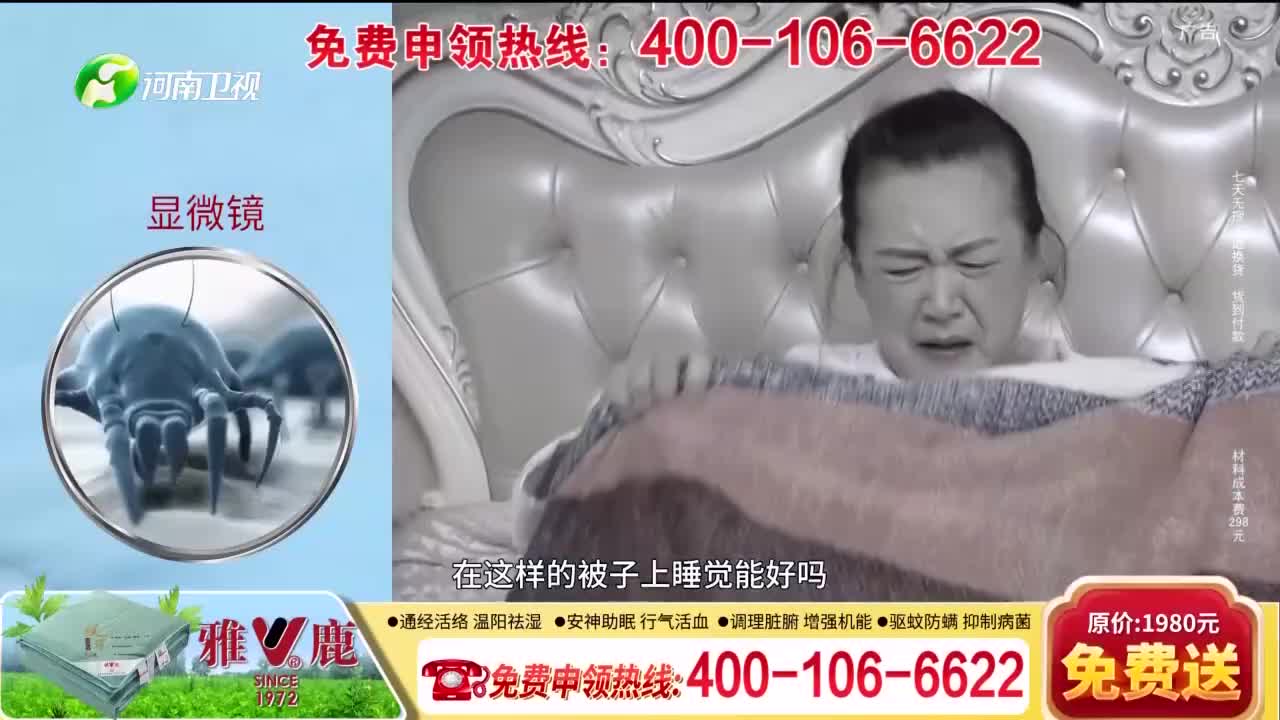 免费申领热线：400-106-6622
河南卫视
广告
显微镜
七天无理由退换货 货到付款
材料成本费298元
在这样的被子上睡觉能好吗
雅鹿
SINCE
1972
●通经活络 温阳祛湿 ●安神助眠 行气活血 ●调理脏腑 增强机能 ●驱蚊防螨 抑制病菌
免费申领热线:400-106-6622
原价:1980元
免费送